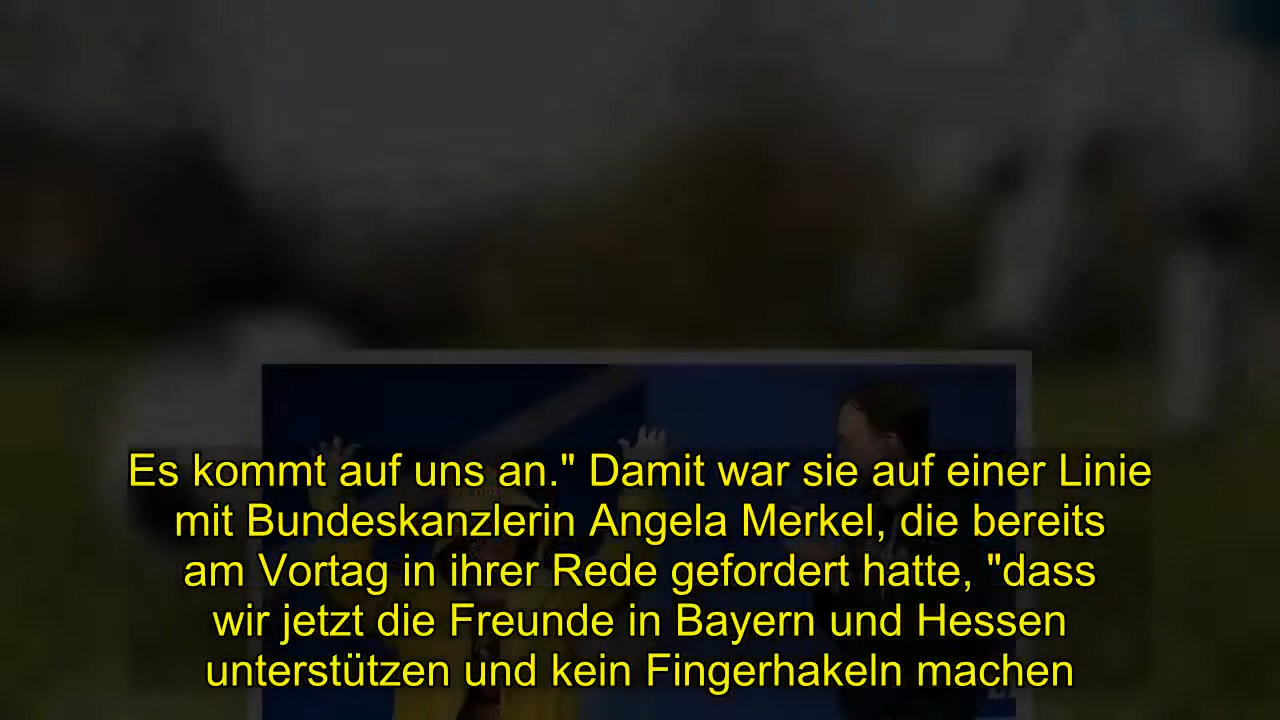 Es kommt auf uns an." Damit war sie auf einer Linie
mit Bundeskanzlerin Angela Merkel, die bereits
am Vortag in ihrer Rede gefordert hatte, "dass
wir jetzt die Freunde in Bayern und Hessen
unterstützen und kein Fingerhakeln machen